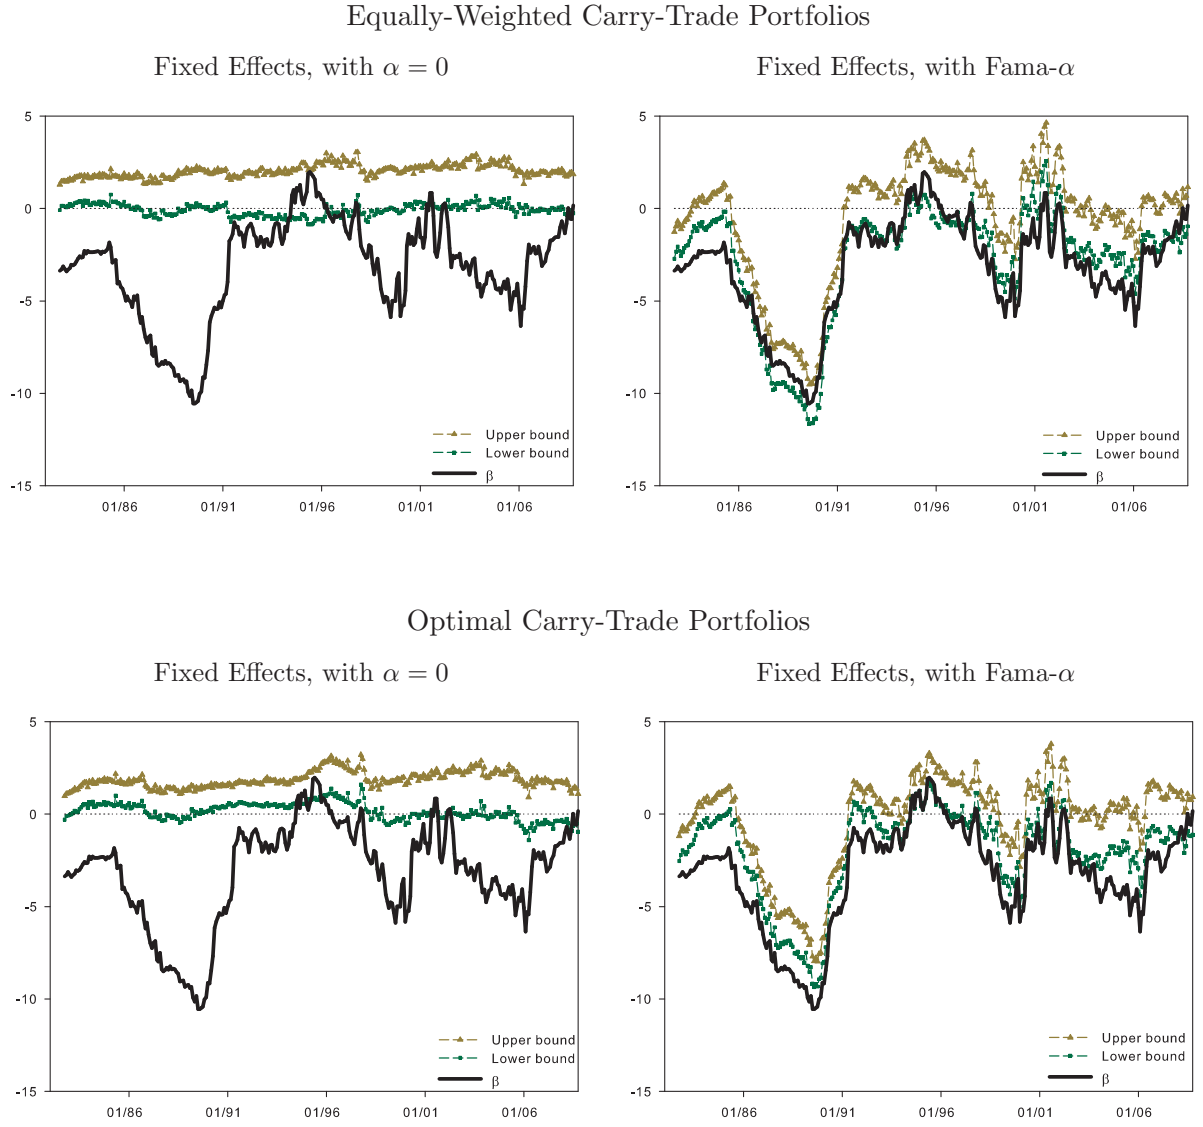 Equally-Weighted Carry-Trade Portfolios
Fixed Effects, with α = 0
Fixed Effects, with Fama-α
5
0
-5
-10
-15
Upper bound
Lower bound
β
01/86 01/91 01/96 01/01 01/06
5
0
-5
-10
-15
Upper bound
Lower bound
β
01/86 01/91 01/96 01/01 01/06
Optimal Carry-Trade Portfolios
Fixed Effects, with α = 0
Fixed Effects, with Fama-α
5
0
-5
-10
-15
Upper bound
Lower bound
β
01/86 01/91 01/96 01/01 01/06
5
0
-5
-10
-15
Upper bound
Lower bound
β
01/86 01/91 01/96 01/01 01/06